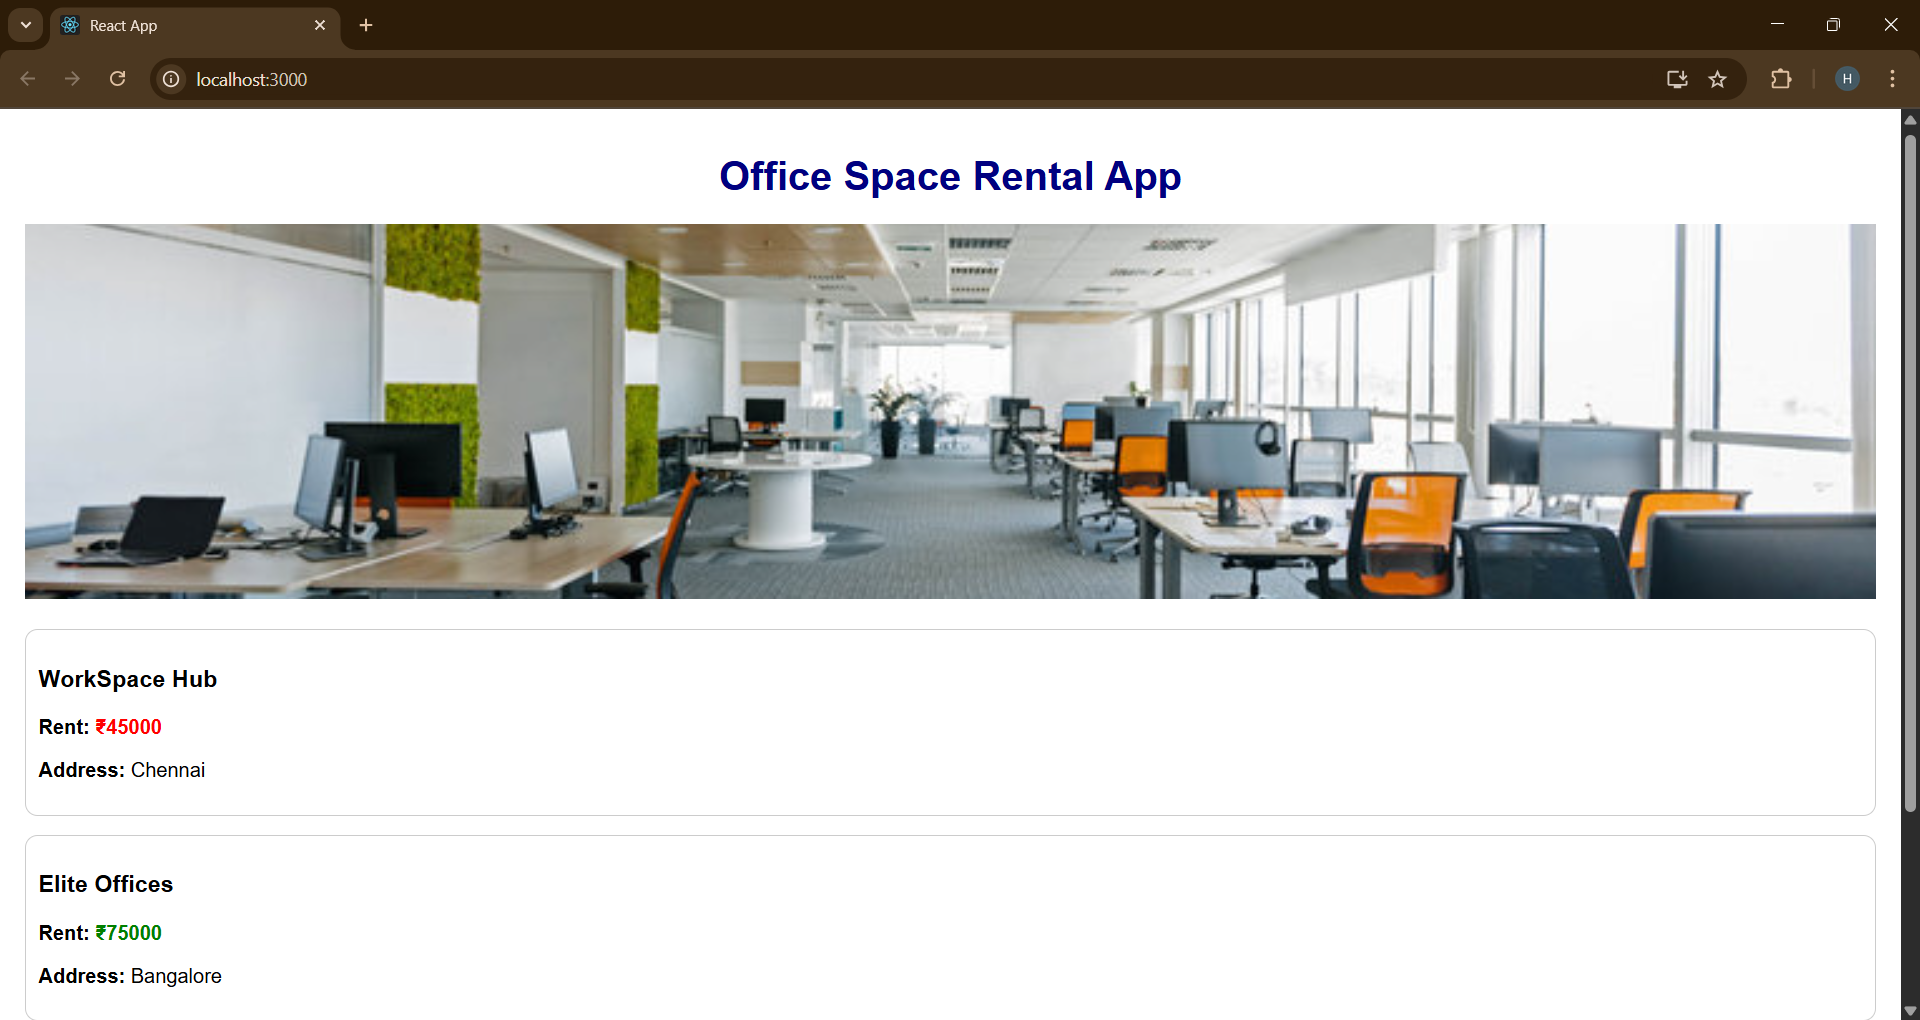 React App
localhost:3000
H
Office Space Rental App
WorkSpace Hub
Rent: ₹45000
Address: Chennai
Elite Offices
Rent: ₹75000
Address: Bangalore